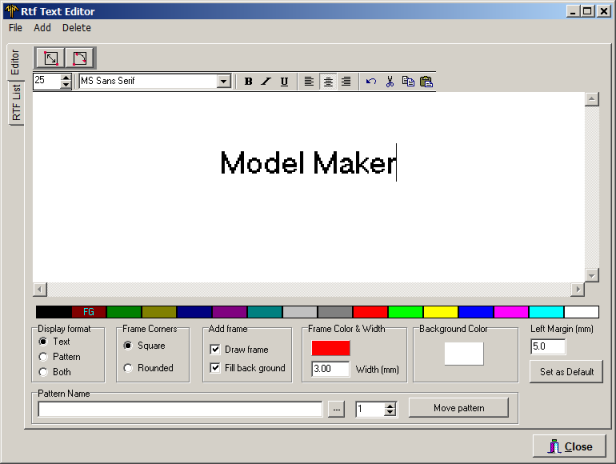 Rtf Text Editor
File Add Delete
Editor
RTF List
25 MS Sans Serif B I U
Model Maker
FG
Display format
Text
Pattern
Both
Frame Corners
Square
Rounded
Add frame
Draw frame
Fill back ground
Frame Color & Width
3.00 Width (mm)
Background Color
Left Margin (mm)
5.0
Set as Default
Pattern Name
... 1 Move pattern
Close